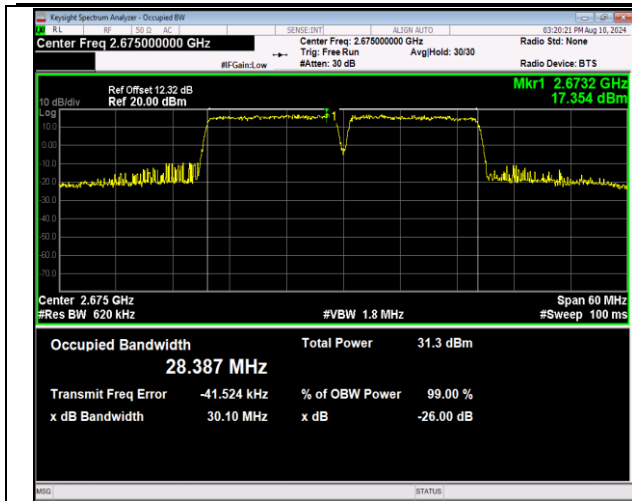 Keysight Spectrum Analyzer - Occupied BW
RL RF 50 Ω AC SENSE:INT ALIGN AUTO 03:20:21 PM Aug 10, 2024
Center Freq 2.675000000 GHz Center Freq: 2.675000000 GHz Radio Std: None
Trig: Free Run Avg|Hold: 30/30
#IFGain:Low #Atten: 30 dB Radio Device: BTS
Mkr1 2.6732 GHz
17.354 dBm
Ref Offset 12.32 dB
10 dB/div Ref 20.00 dBm
Log
10.0
0.00
-10.0
-20.0
-30.0
-40.0
-50.0
-60.0
-70.0
1
Center 2.675 GHz Span 60 MHz
#Res BW 620 kHz #VBW 1.8 MHz #Sweep 100 ms
Occupied Bandwidth Total Power 31.3 dBm
28.387 MHz
Transmit Freq Error -41.524 kHz % of OBW Power 99.00 %
x dB Bandwidth 30.10 MHz x dB -26.00 dB
MSG STATUS